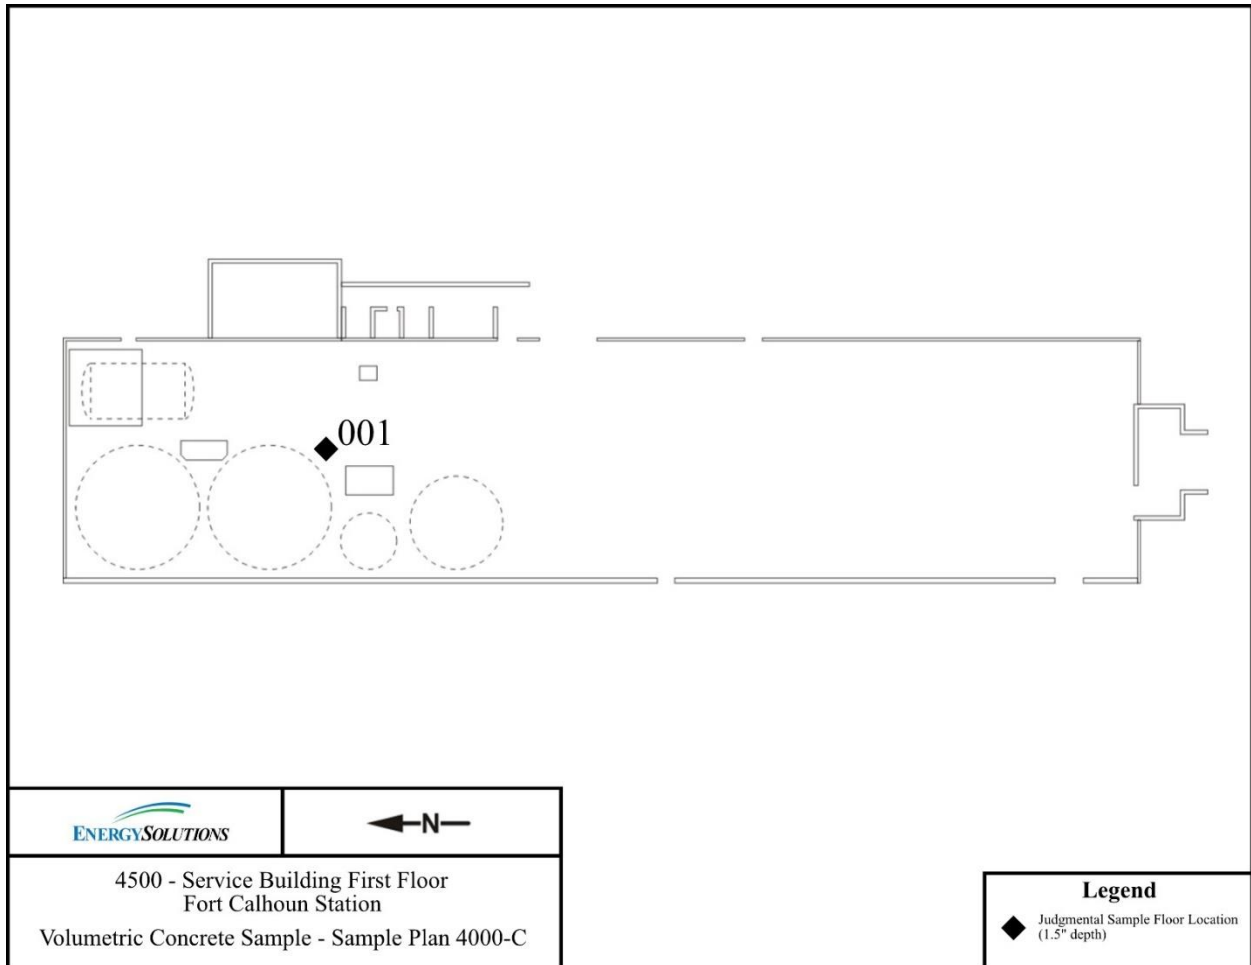 001
ENERGYSOLUTIONS
N
4500 - Service Building First Floor
Fort Calhoun Station
Volumetric Concrete Sample - Sample Plan 4000-C
Legend
Judgmental Sample Floor Location
(1.5" depth)